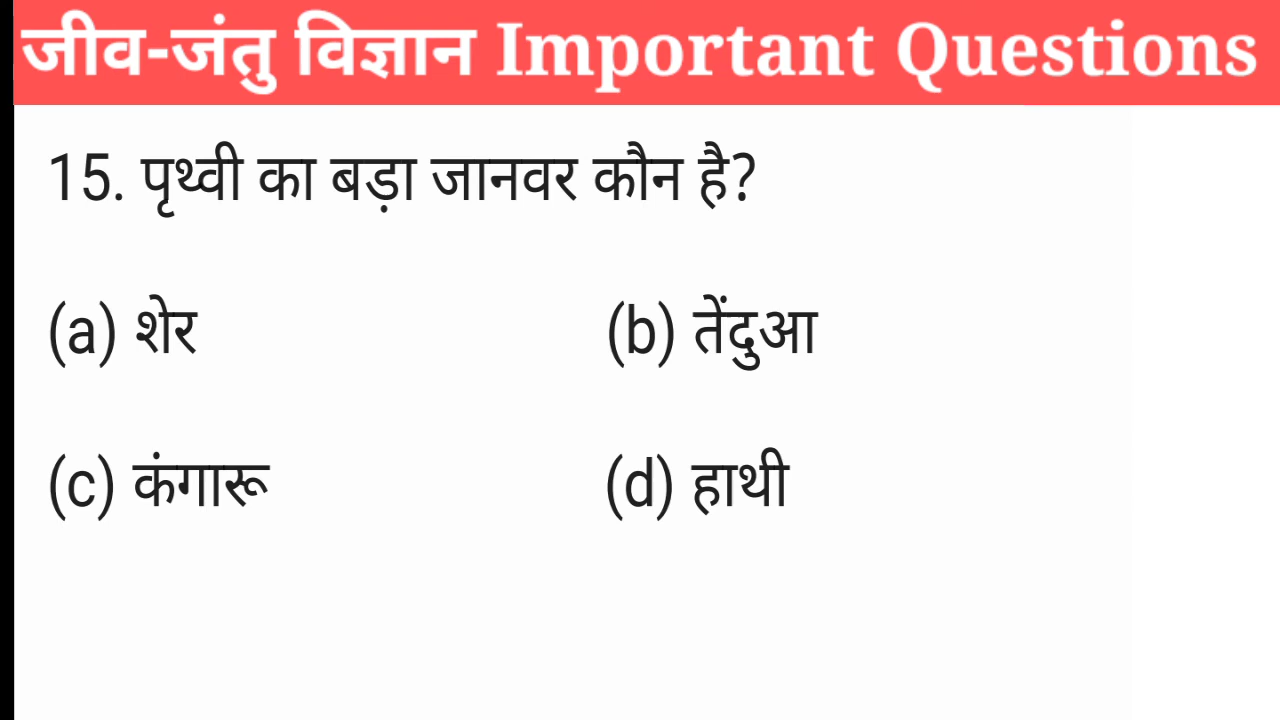 जीव-जंतु विज्ञान Important Questions
15. पृथ्वी का बड़ा जानवर कौन है?
(a) शेर (b) तेंदुआ
(c) कंगारू (d) हाथी